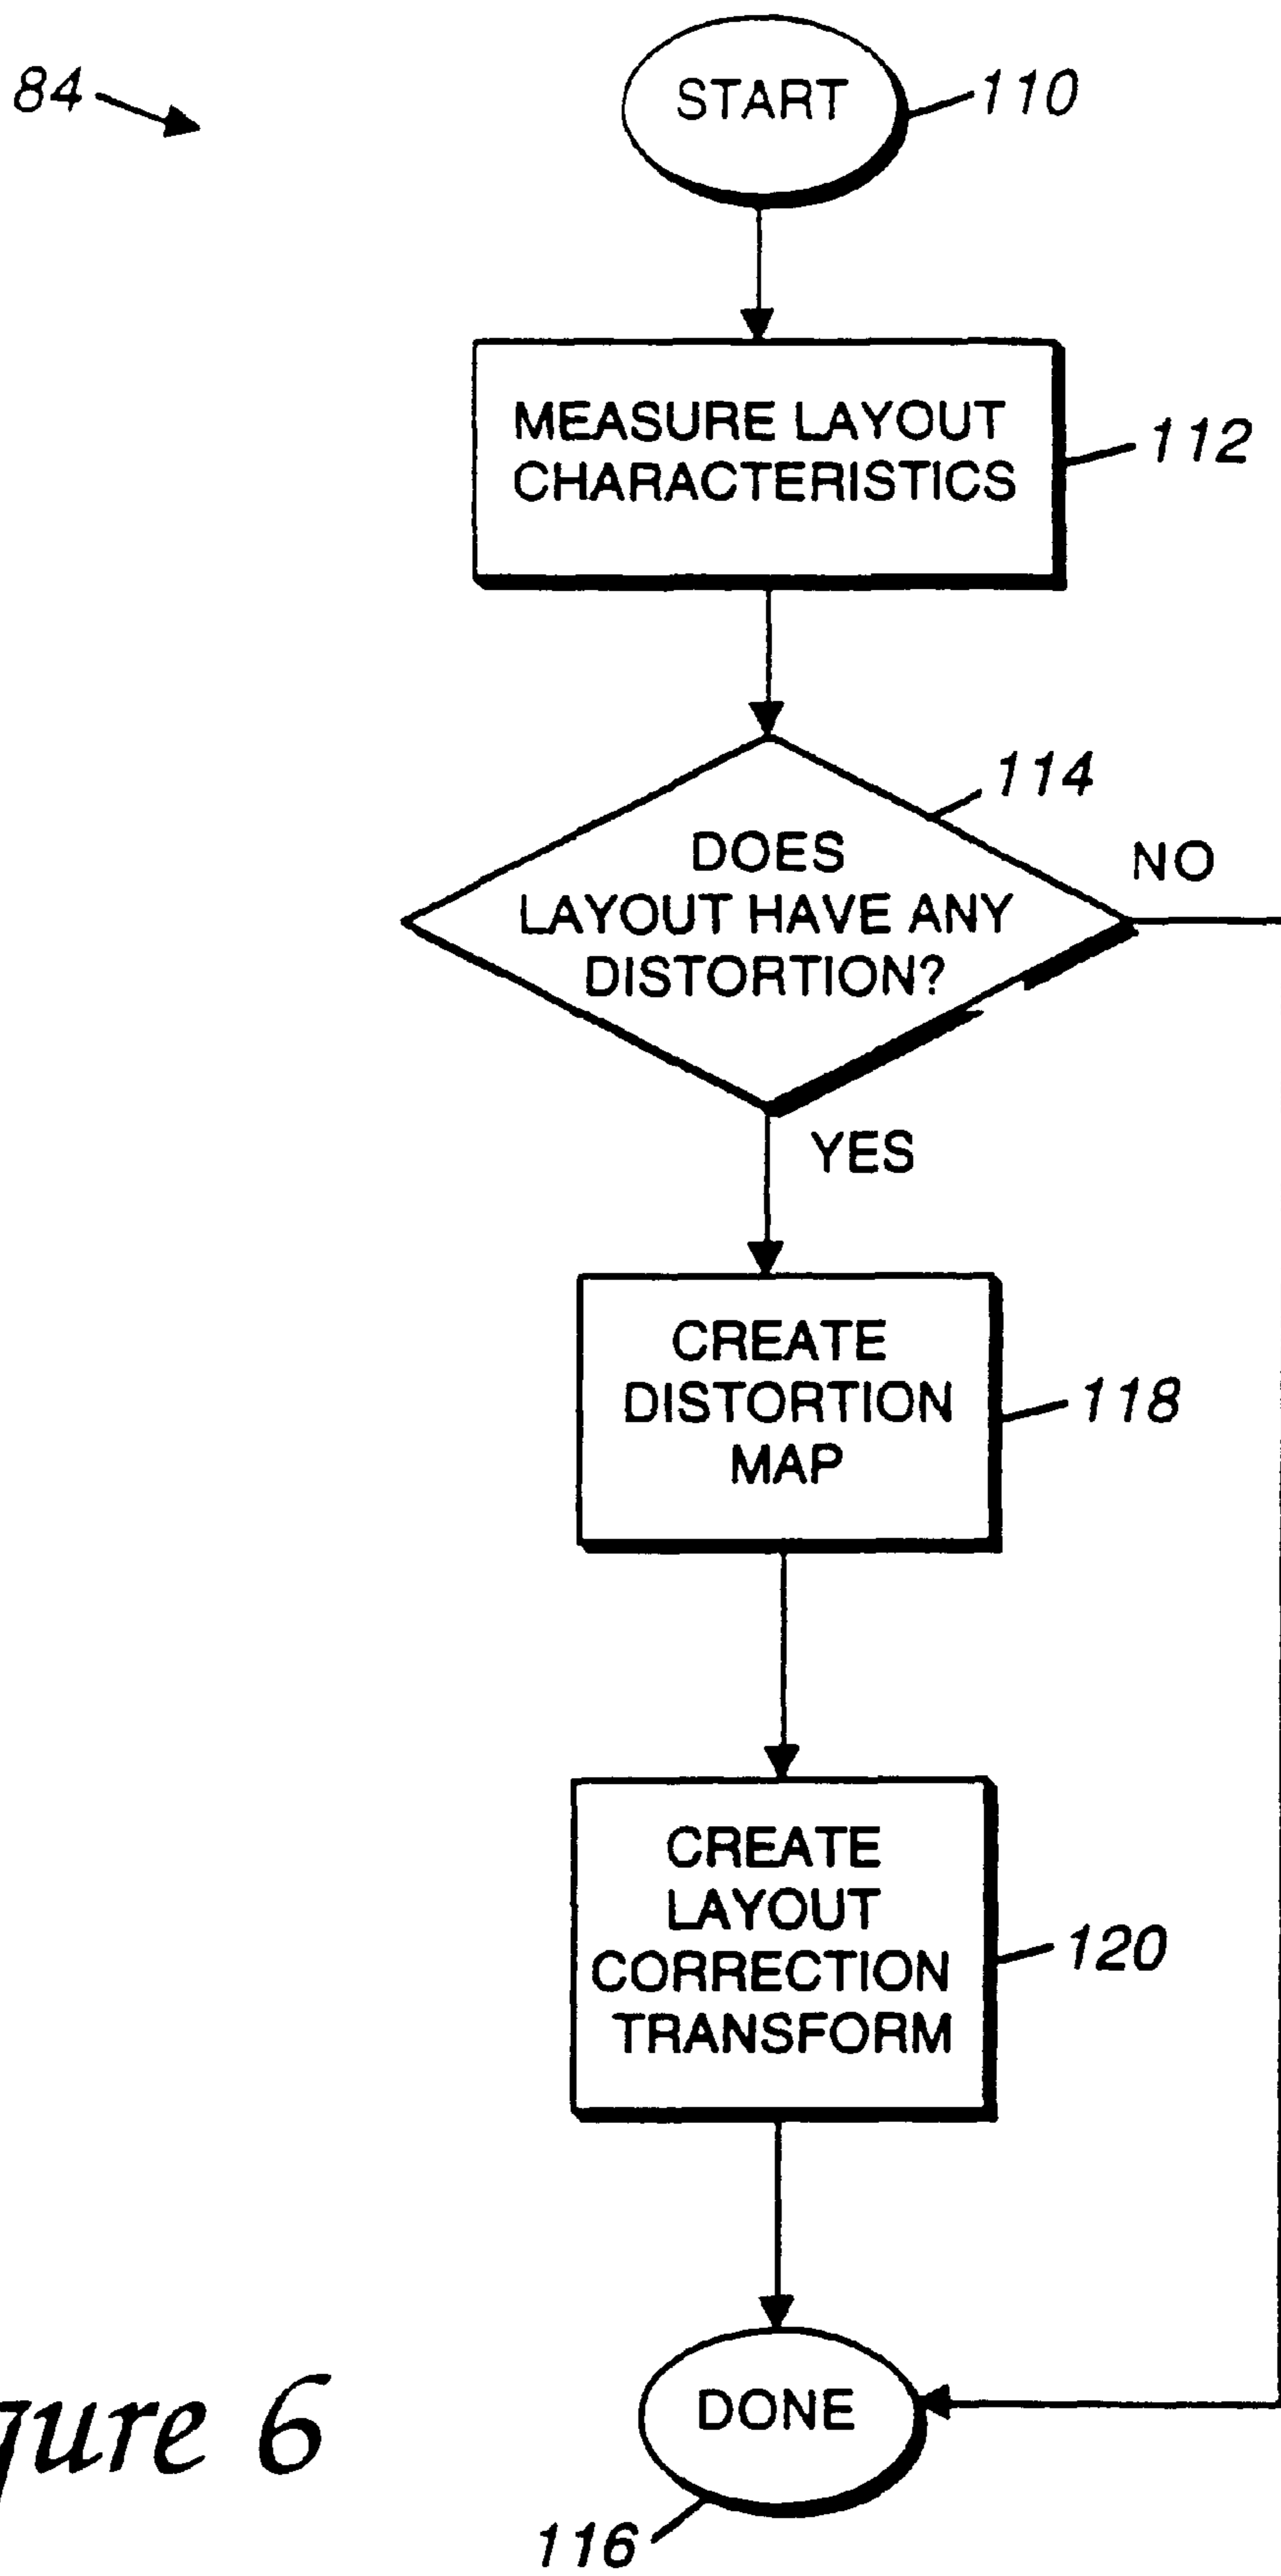 84
START
110
MEASURE LAYOUT
CHARACTERISTICS
112
114
DOES
LAYOUT HAVE ANY
DISTORTION?
NO
YES
CREATE
DISTORTION
MAP
118
CREATE
LAYOUT
CORRECTION
TRANSFORM
120
DONE
116
gure 6